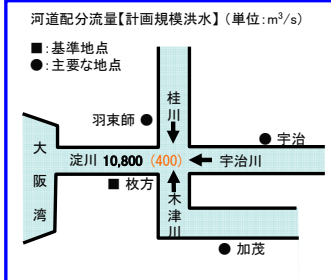 河道配分流量【計画規模洪水】(単位:m³/s)
■:基準地点
●:主要な地点
桂川
羽束師 ●
● 宇治
大阪湾
淀川 10,800 (400)
宇治川
■ 枚方
木津川
● 加茂